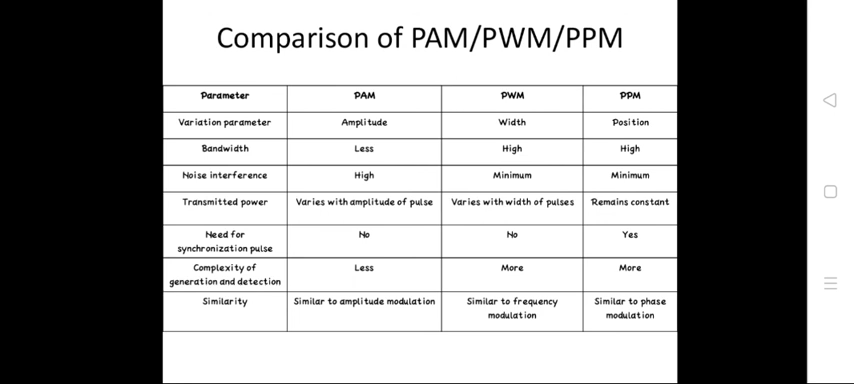 Comparison of PAM/PWM/PPM
Parameter PAM PWM PPM
Variation parameter Amplitude Width Position
Bandwidth Less High High
Noise interference High Minimum Minimum
Transmitted power Varies with amplitude of pulse Varies with width of pulses Remains constant
Need for No No Yes
synchronization pulse
Complexity of Less More More
generation and detection
Similarity Similar to amplitude modulation Similar to frequency Similar to phase
modulation modulation